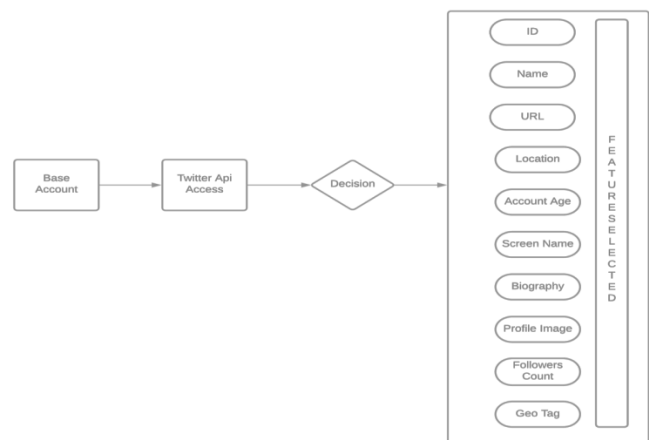 Base
Account
Twitter Api
Access
Decision
ID
Name
URL
Location
Account Age
Screen Name
Biography
Profile Image
Followers
Count
Geo Tag
F
E
A
T
U
R
E
S
E
L
E
C
T
E
D